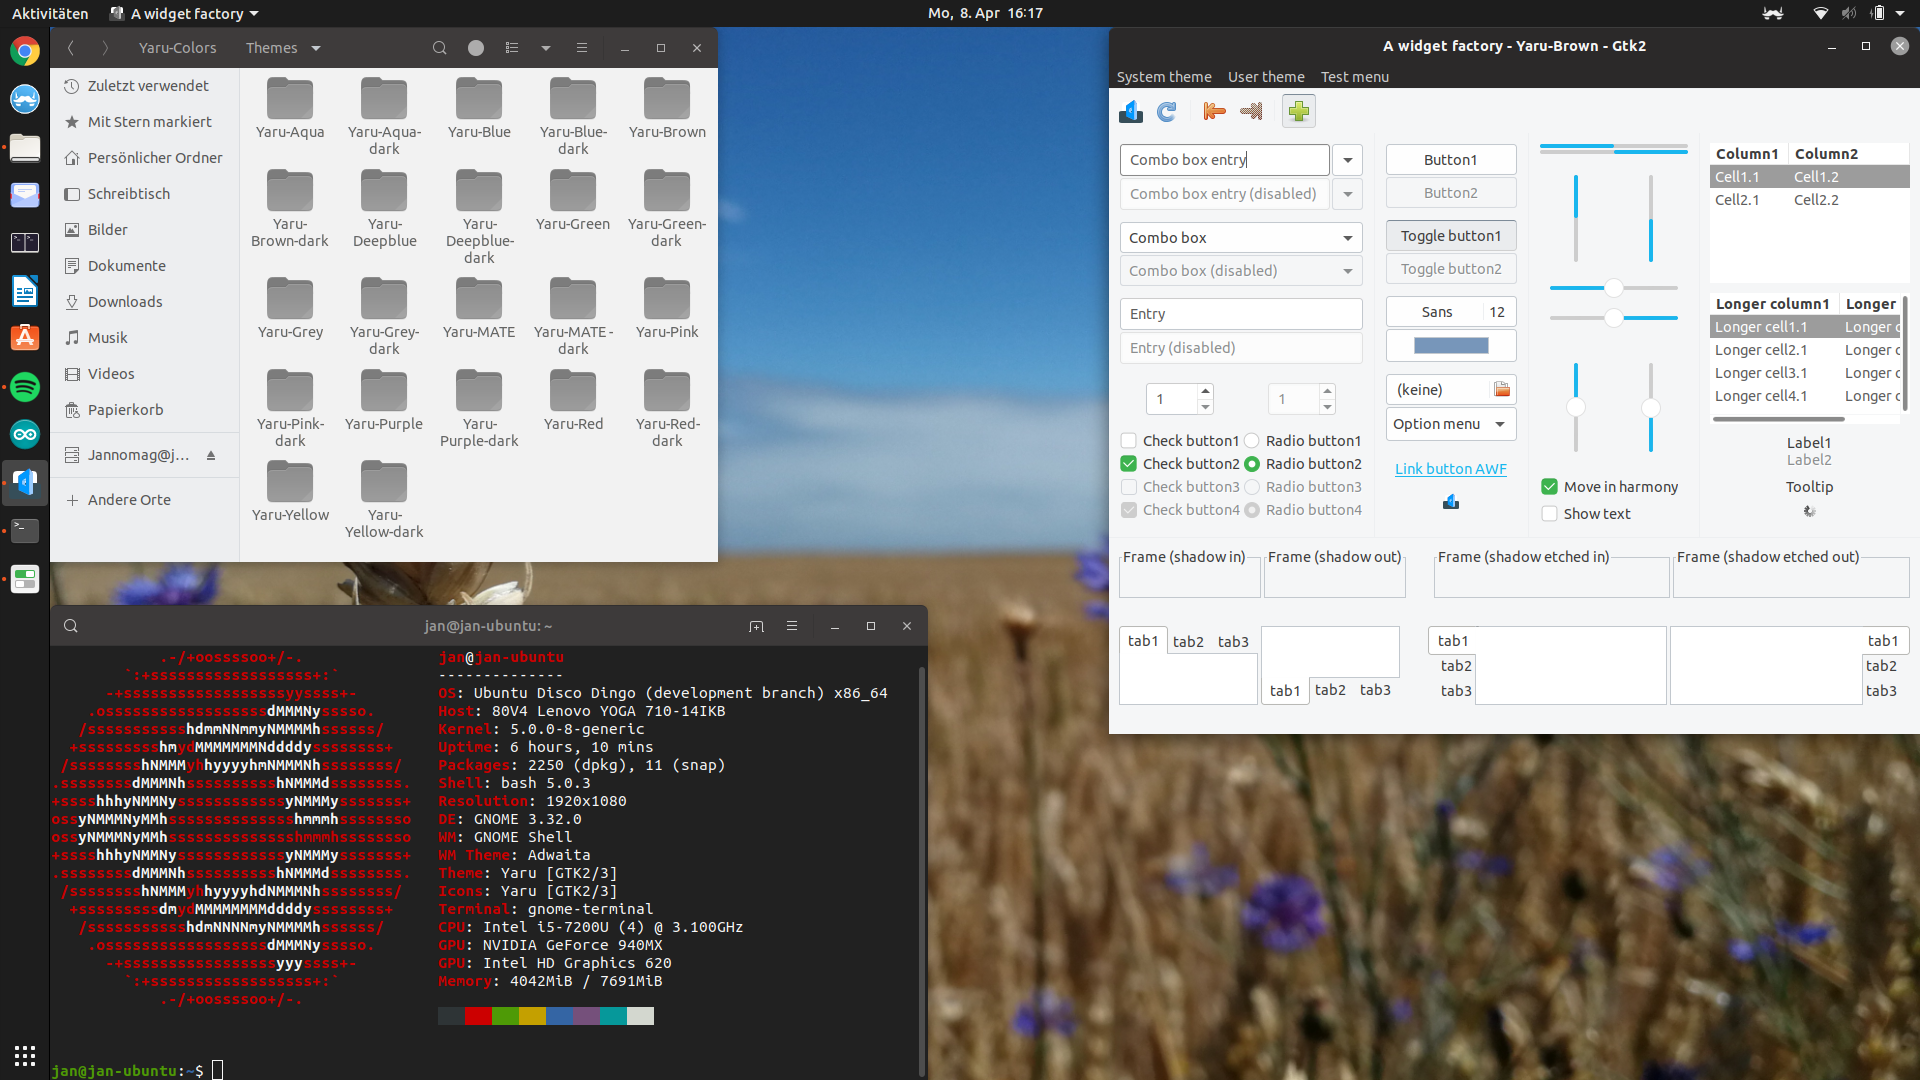 Aktivitäten
A widget factory
Mo, 8. Apr 16:17
Yaru-Colors
Themes
Zuletzt verwendet
Mit Stern markiert
Persönlicher Ordner
Schreibtisch
Bilder
Dokumente
Downloads
Musik
Videos
Papierkorb
Jannomag@j...
Andere Orte
Yaru-Aqua
Yaru-Aqua-
dark
Yaru-Blue
Yaru-Blue-
dark
Yaru-Brown
Yaru-
Brown-dark
Yaru-
Deepblue
Yaru-
Deepblue-
dark
Yaru-Green
Yaru-Green-
dark
Yaru-Grey
Yaru-Grey-
dark
Yaru-MATE
Yaru-MATE-
dark
Yaru-Pink
Yaru-Pink-
dark
Yaru-Purple
Yaru-
Purple-dark
Yaru-Red
Yaru-Red-
dark
Yaru-Yellow
Yaru-
Yellow-dark
jan@jan-ubuntu: ~
jan@jan-ubuntu
--------------
OS: Ubuntu Disco Dingo (development branch) x86_64
Host: 80V4 Lenovo YOGA 710-14IKB
Kernel: 5.0.0-8-generic
Uptime: 6 hours, 10 mins
Packages: 2250 (dpkg), 11 (snap)
Shell: bash 5.0.3
Resolution: 1920x1080
DE: GNOME 3.32.0
WM: GNOME Shell
WM Theme: Adwaita
Theme: Yaru [GTK2/3]
Icons: Yaru [GTK2/3]
Terminal: gnome-terminal
CPU: Intel i5-7200U (4) @ 3.100GHz
GPU: NVIDIA GeForce 940MX
GPU: Intel HD Graphics 620
Memory: 4042MiB / 7691MiB
jan@jan-ubuntu:~$
A widget factory - Yaru-Brown - Gtk2
System theme User theme Test menu
Combo box entry
Combo box entry (disabled)
Combo box
Combo box (disabled)
Entry
Entry (disabled)
1
1
Check button1 Radio button1
Check button2 Radio button2
Check button3 Radio button3
Check button4 Radio button4
Button1
Button2
Toggle button1
Toggle button2
Sans 12
(keine)
Option menu
Link button AWF
Move in harmony
Show text
Column1 Column2
Cell1.1 Cell1.2
Cell2.1 Cell2.2
Longer column1 Longer
Longer cell1.1 Longer c
Longer cell2.1 Longer c
Longer cell3.1 Longer c
Longer cell4.1 Longer c
Label1
Label2
Tooltip
Frame (shadow in)
Frame (shadow out)
Frame (shadow etched in)
Frame (shadow etched out)
tab1 tab2 tab3
tab1 tab2 tab3
tab1
tab2
tab3
tab1
tab2
tab3